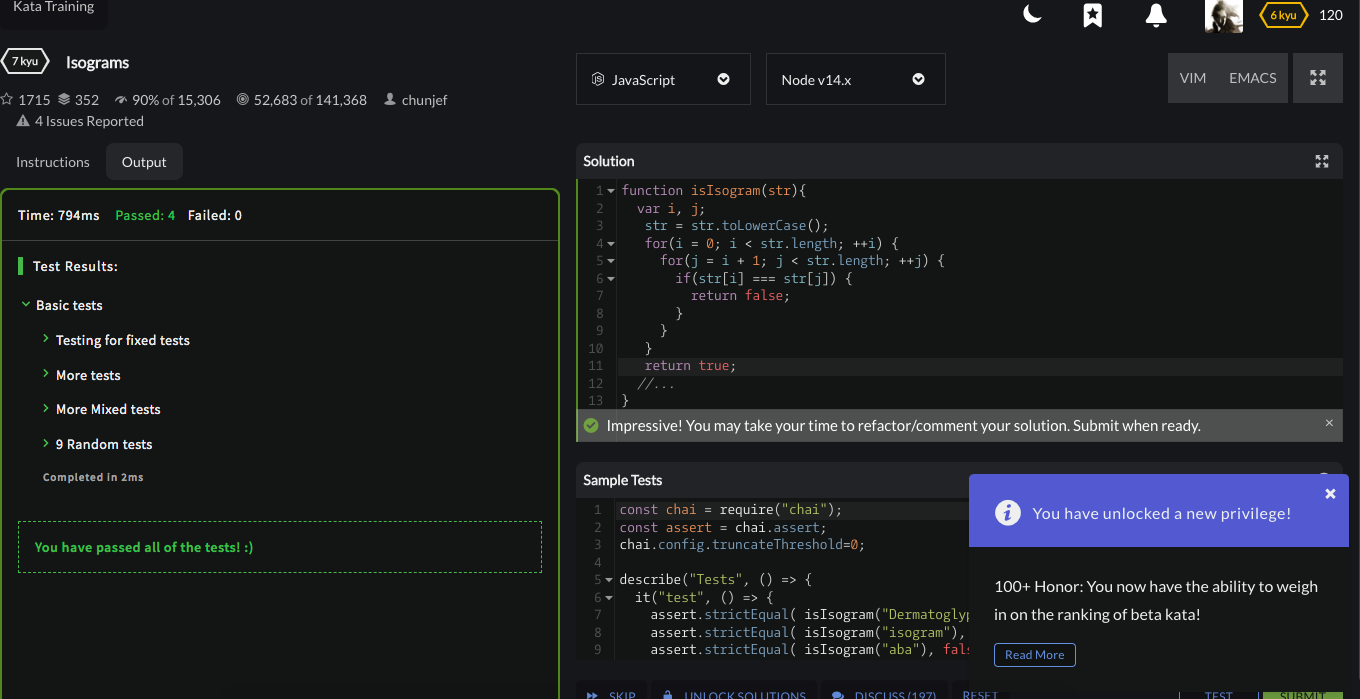 Kata Training
6 kyu 120
7 kyu Isograms
1715 352 90% of 15,306 52,683 of 141,368 chunjef
4 Issues Reported
JavaScript Node v14.x VIM EMACS
Instructions Output
Time: 794ms Passed: 4 Failed: 0
Test Results:
Basic tests
Testing for fixed tests
More tests
More Mixed tests
9 Random tests
Completed in 2ms
You have passed all of the tests! :)
Solution
1 function isIsogram(str){
2 var i, j;
3 str = str.toLowerCase();
4 for(i = 0; i < str.length; ++i) {
5 for(j = i + 1; j < str.length; ++j) {
6 if(str[i] === str[j]) {
7 return false;
8 }
9 }
10 }
11 return true;
12 //...
13 }
Impressive! You may take your time to refactor/comment your solution. Submit when ready. ×
Sample Tests
1 const chai = require("chai");
2 const assert = chai.assert;
3 chai.config.truncateThreshold=0;
4
5 describe("Tests", () => {
6 it("test", () => {
7 assert.strictEqual( isIsogram("Dermatoglyp
8 assert.strictEqual( isIsogram("isogram"),
9 assert.strictEqual( isIsogram("aba"), fals
You have unlocked a new privilege! ×
100+ Honor: You now have the ability to weigh
in on the ranking of beta kata!
Read More
SKIP UNLOCK SOLUTIONS DISCUSS (197) RESET TEST SUBMIT